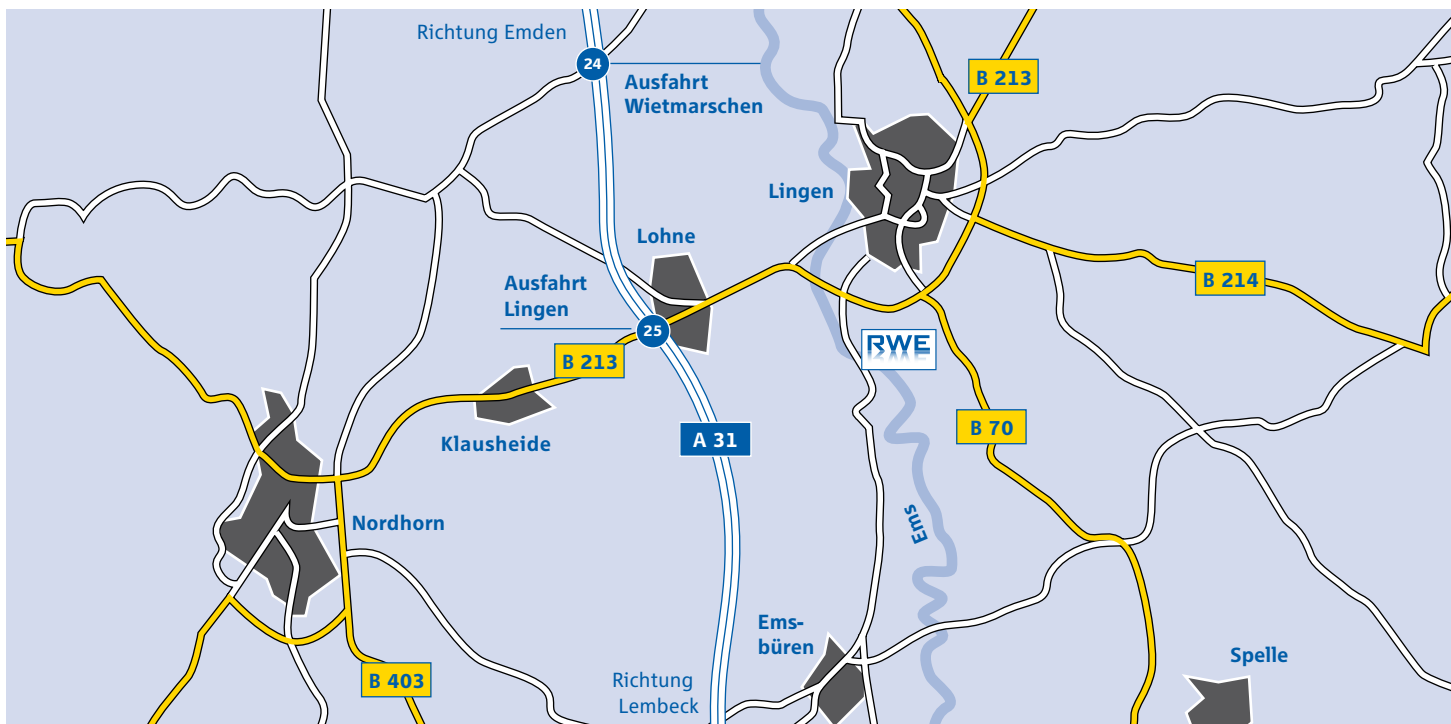 Richtung Emden
24
Ausfahrt
Wietmarschen
B 213
Lingen
Lohne
Ausfahrt
Lingen
25
B 214
B 213
RWE
Klausheide
A 31
B 70
Nordhorn
Ems
Ems-
büren
B 403
Richtung
Lembeck
Spelle